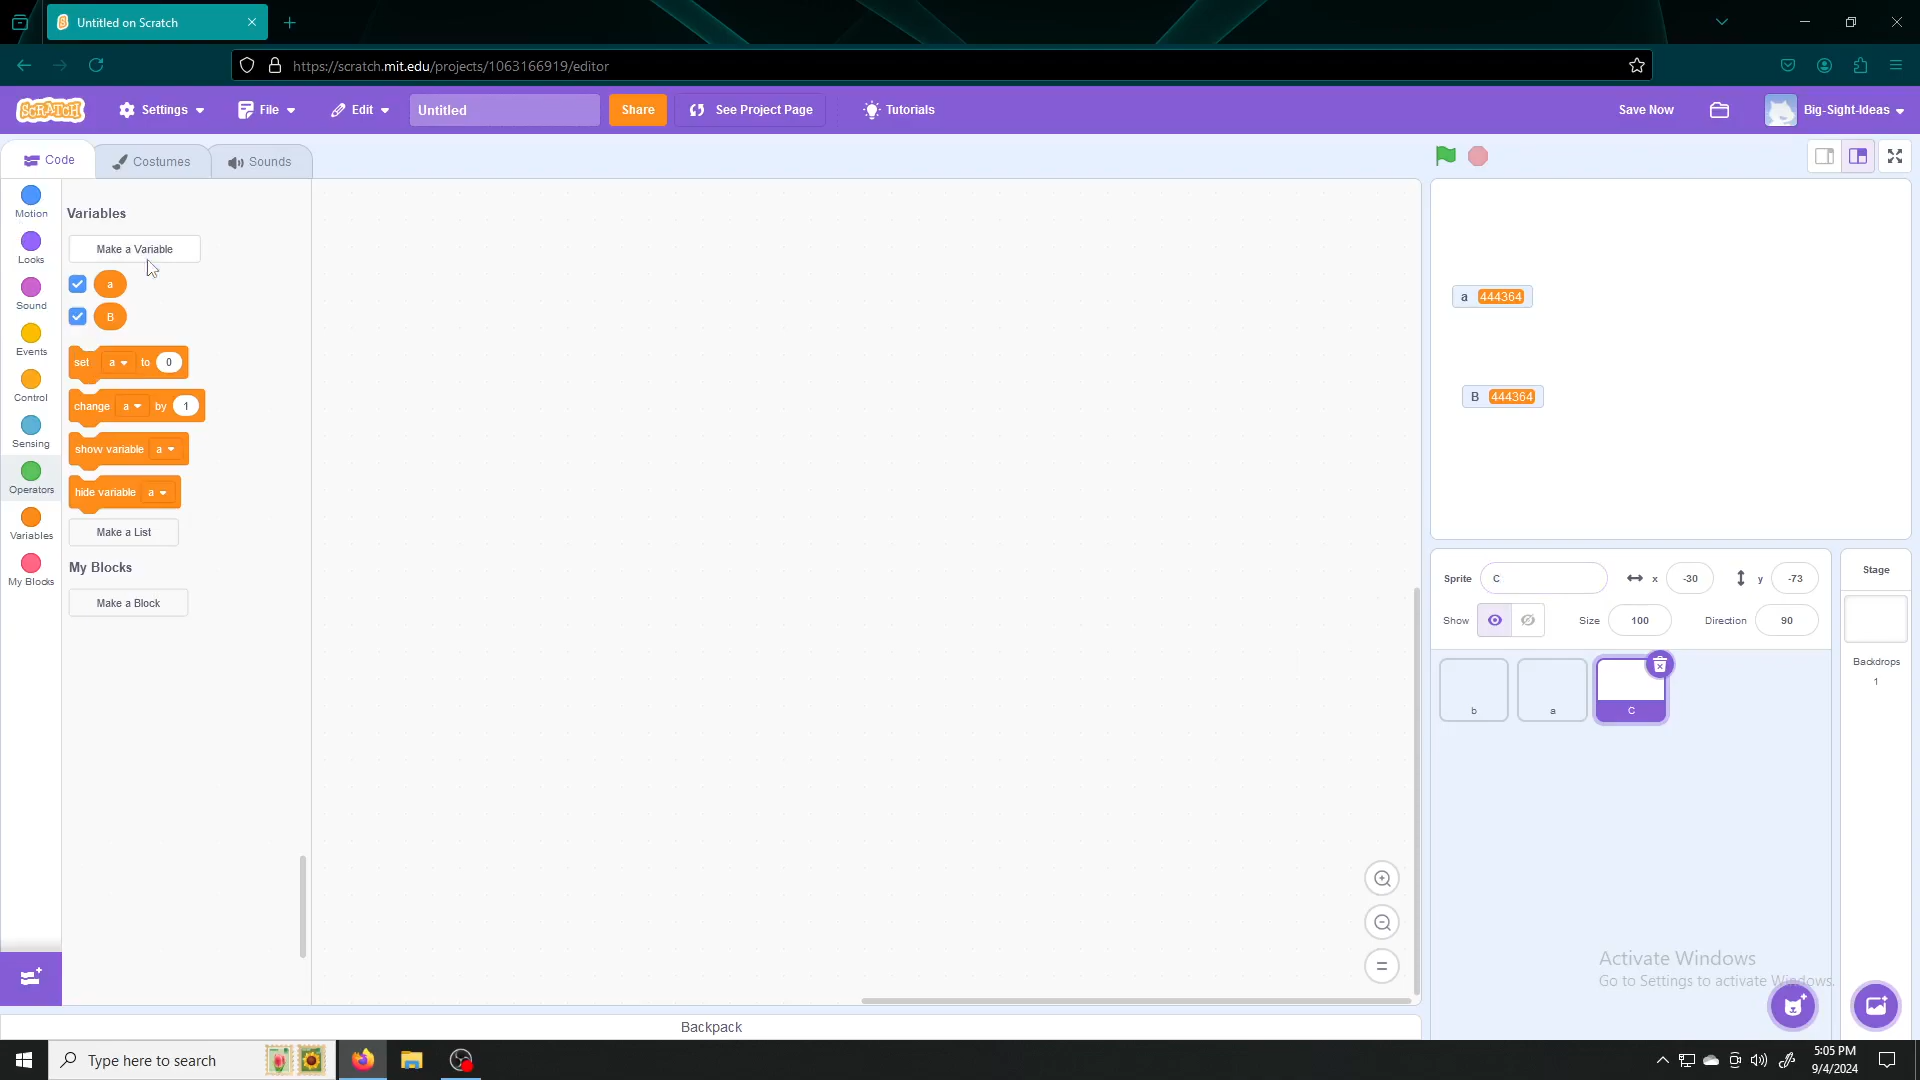 Untitled on Scratch
https://scratch.mit.edu/projects/1063166919/editor
SCRATCH Settings File Edit Untitled Share See Project Page Tutorials Save Now Big-Sight-Ideas
Code Costumes Sounds
Motion
Looks
Sound
Events
Control
Sensing
Operators
Variables
My Blocks
Variables
Make a Variable
a
B
set a to 0
change a by 1
show variable a
hide variable a
Make a List
My Blocks
Make a Block
a 444364
B 444364
Sprite C x -30 y -73
Show Size 100 Direction 90
b a C
Stage
Backdrops
1
Activate Windows
Go to Settings to activate Windows.
Backpack
Type here to search
5:05 PM
9/4/2024